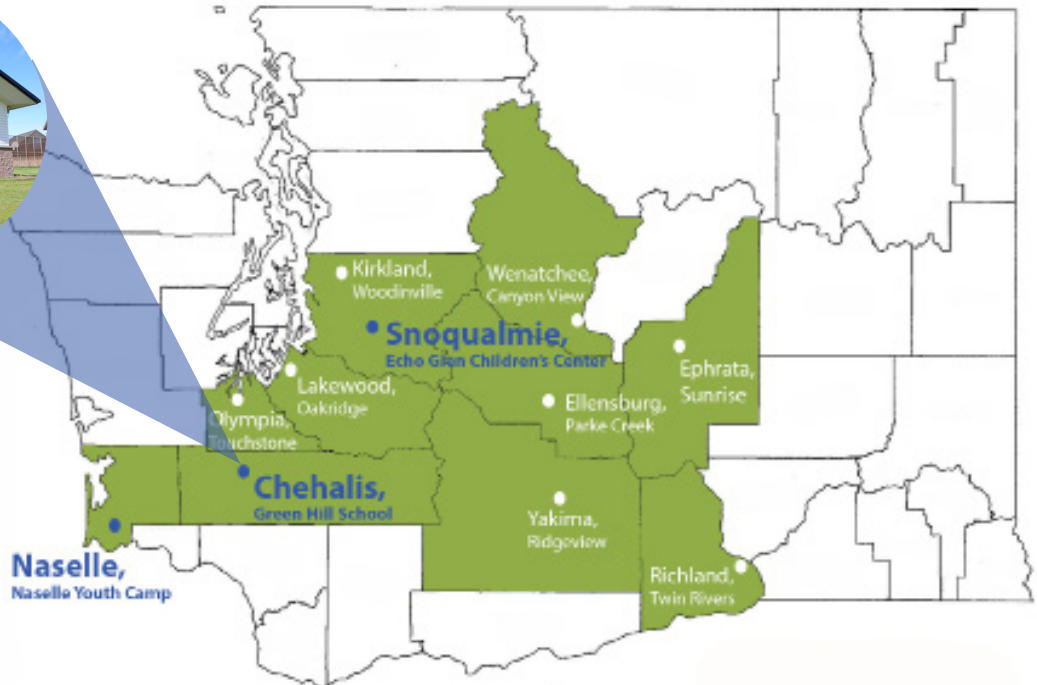 Kirkland,
Woodinville
Wenatchee,
Canyon View
Snoqualmie,
Echo Glen Children's Center
Lakewood,
Oakridge
Ephrata,
Sunrise
Olympia,
Touchstone
Ellensburg,
Parke Creek
Chehalis,
Green Hill School
Yakima,
Ridgeview
Naselle,
Naselle Youth Camp
Richland,
Twin Rivers